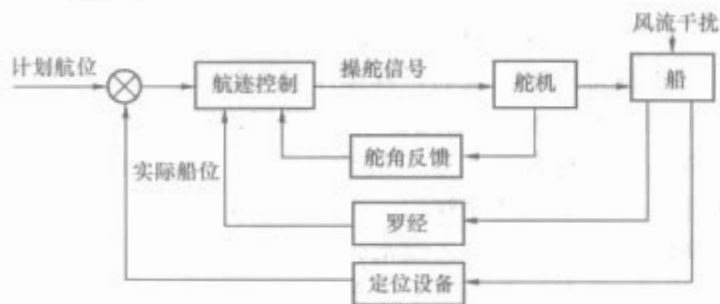 风流干扰
计划航位
航迹控制
操舵信号
舵机
船
舵角反馈
实际船位
罗经
定位设备